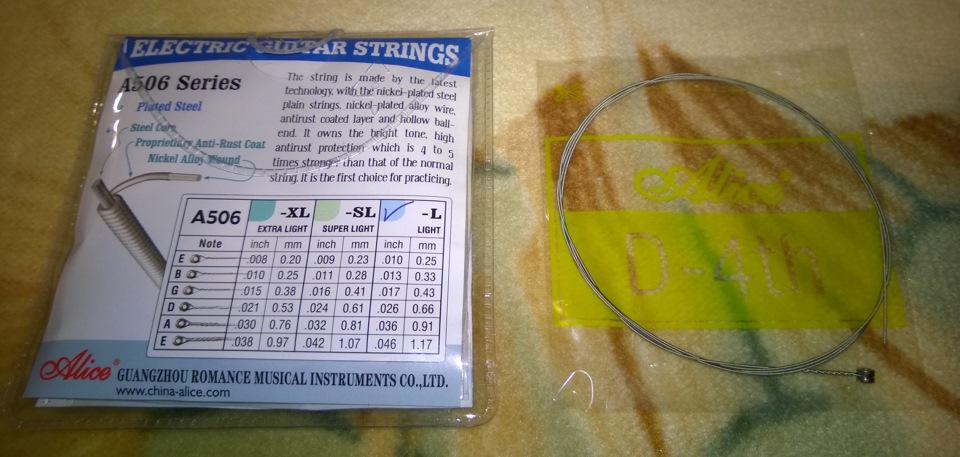 ELECTRIC GUITAR STRINGS
A506 Series
Plated Steel
Steel Core
Proprietary Anti-Rust Coat
Nickel Alloy Wound
The string is made by the latest
technology, with the nickel-plated steel
plain strings, nickel-plated alloy wire,
antirust coated layer and hollow ball-
end. It owns the bright tone, high
antirust protection which is 4 to 5
times stronger than that of the normal
string. It is the first choice for practicing.
A506 -XL EXTRA LIGHT -SL SUPER LIGHT -L LIGHT
Note inch mm inch mm inch mm
E .008 0.20 .009 0.23 .010 0.25
B .010 0.25 .011 0.28 .013 0.33
G .015 0.38 .016 0.41 .017 0.43
D .021 0.53 .024 0.61 .026 0.66
A .030 0.76 .032 0.81 .036 0.91
E .038 0.97 .042 1.07 .046 1.17
Alice® GUANGZHOU ROMANCE MUSICAL INSTRUMENTS CO.,LTD.
www.china-alice.com
Alice
D-4th